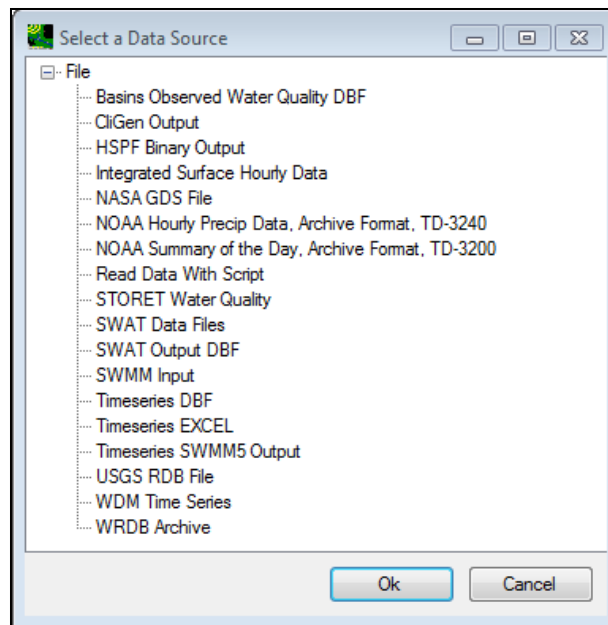 Select a Data Source
File
Basins Observed Water Quality DBF
CliGen Output
HSPF Binary Output
Integrated Surface Hourly Data
NASA GDS File
NOAA Hourly Precip Data, Archive Format, TD-3240
NOAA Summary of the Day, Archive Format, TD-3200
Read Data With Script
STORET Water Quality
SWAT Data Files
SWAT Output DBF
SWMM Input
Timeseries DBF
Timeseries EXCEL
Timeseries SWMM5 Output
USGS RDB File
WDM Time Series
WRDB Archive
Ok Cancel